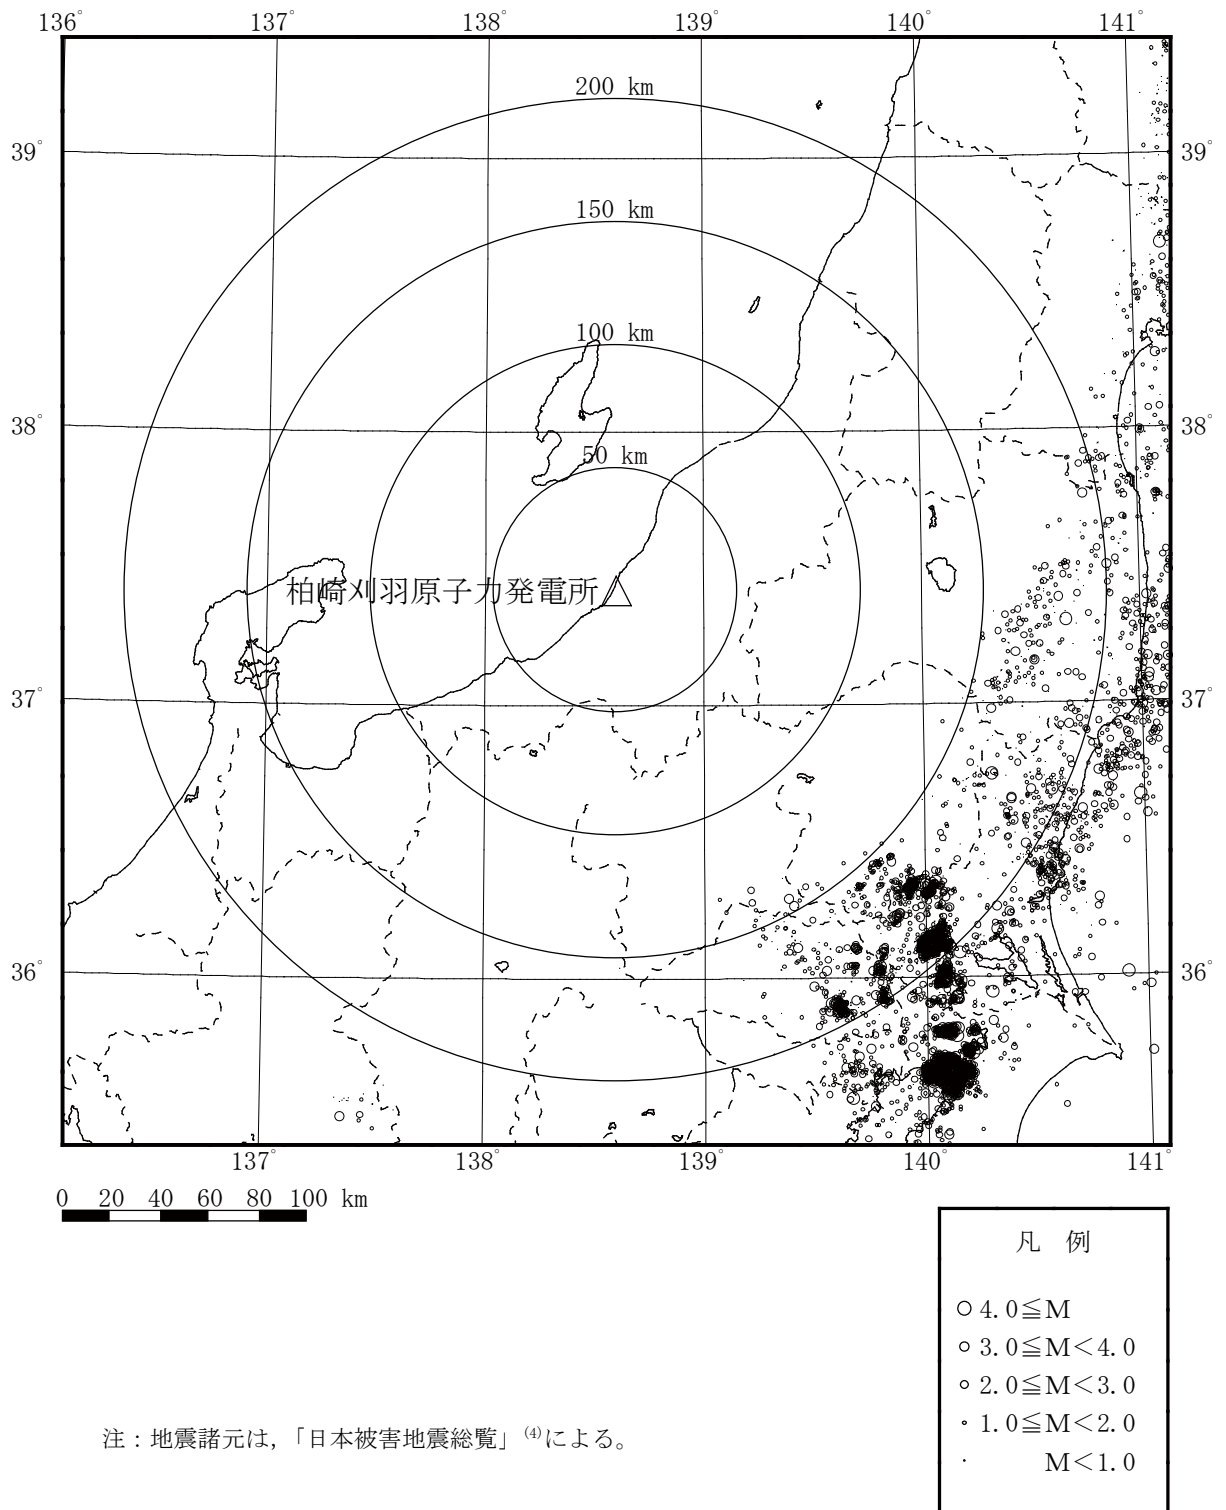 136° 137° 138° 139° 140° 141°
200 km
39° 39°
150 km
100 km
38° 38°
50 km
柏崎刈羽原子力発電所
37° 37°
36° 36°
137° 138° 139° 140° 141°
0 20 40 60 80 100 km
凡 例
4.0≦M
3.0≦M<4.0
2.0≦M<3.0
1.0≦M<2.0
M<1.0
注：地震諸元は，「日本被害地震総覧」(4)による。